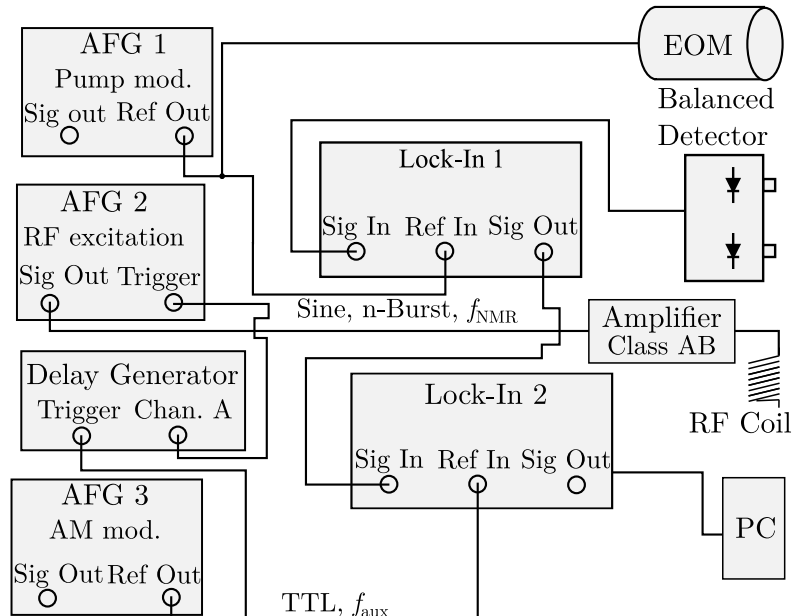 AFG 1
Pump mod.
Sig out Ref Out
EOM
Balanced
Detector
Lock-In 1
Sig In Ref In Sig Out
AFG 2
RF excitation
Sig Out Trigger
Sine, n-Burst, f_NMR
Amplifier
Class AB
RF Coil
Delay Generator
Trigger Chan. A
Lock-In 2
Sig In Ref In Sig Out
PC
AFG 3
AM mod.
Sig Out Ref Out
TTL, f_aux